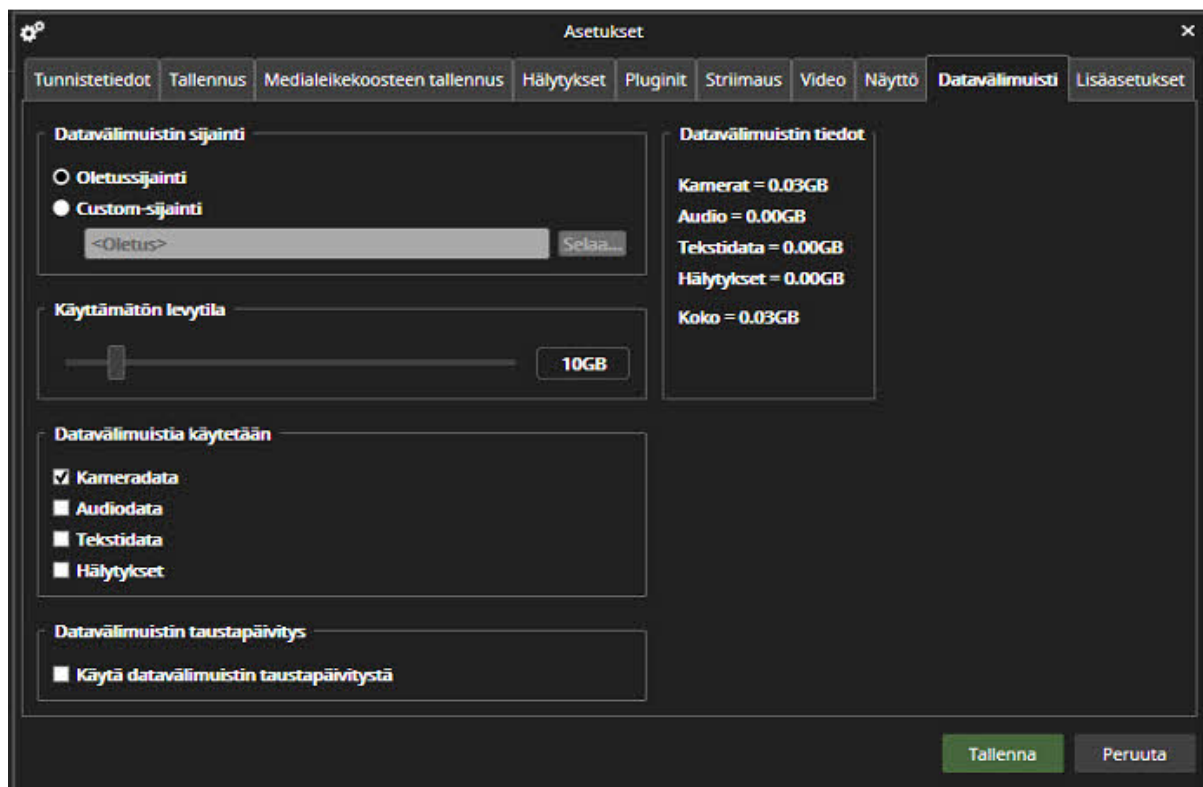 Asetukset
Tunnistetiedot Tallennus Medialeikekoosteen tallennus Hälytykset Pluginit Striimaus Video Näyttö Datavälimuisti Lisäasetukset
Datavälimuistin sijainti
Oletussijainti
Custom-sijainti
<Oletus> Selaa...
Käyttämätön levytila
10GB
Datavälimuistia käytetään
Kameradata
Audiodata
Tekstidata
Hälytykset
Datavälimuistin taustapäivitys
Käytä datavälimuistin taustapäivitystä
Datavälimuistin tiedot
Kamerat = 0.03GB
Audio = 0.00GB
Tekstidata = 0.00GB
Hälytykset = 0.00GB
Koko = 0.03GB
Tallenna Peruuta